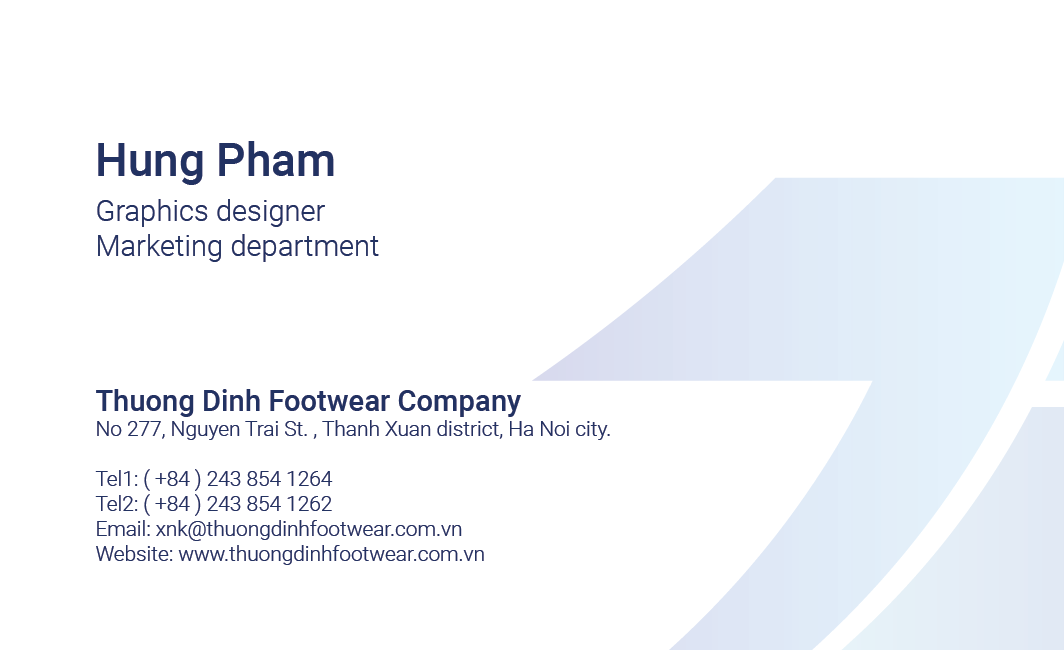 Hung Pham
Graphics designer
Marketing department
Thuong Dinh Footwear Company
No 277, Nguyen Trai St. , Thanh Xuan district, Ha Noi city.
Tel1: ( +84 ) 243 854 1264
Tel2: ( +84 ) 243 854 1262
Email: xnk@thuongdinhfootwear.com.vn
Website: www.thuongdinhfootwear.com.vn